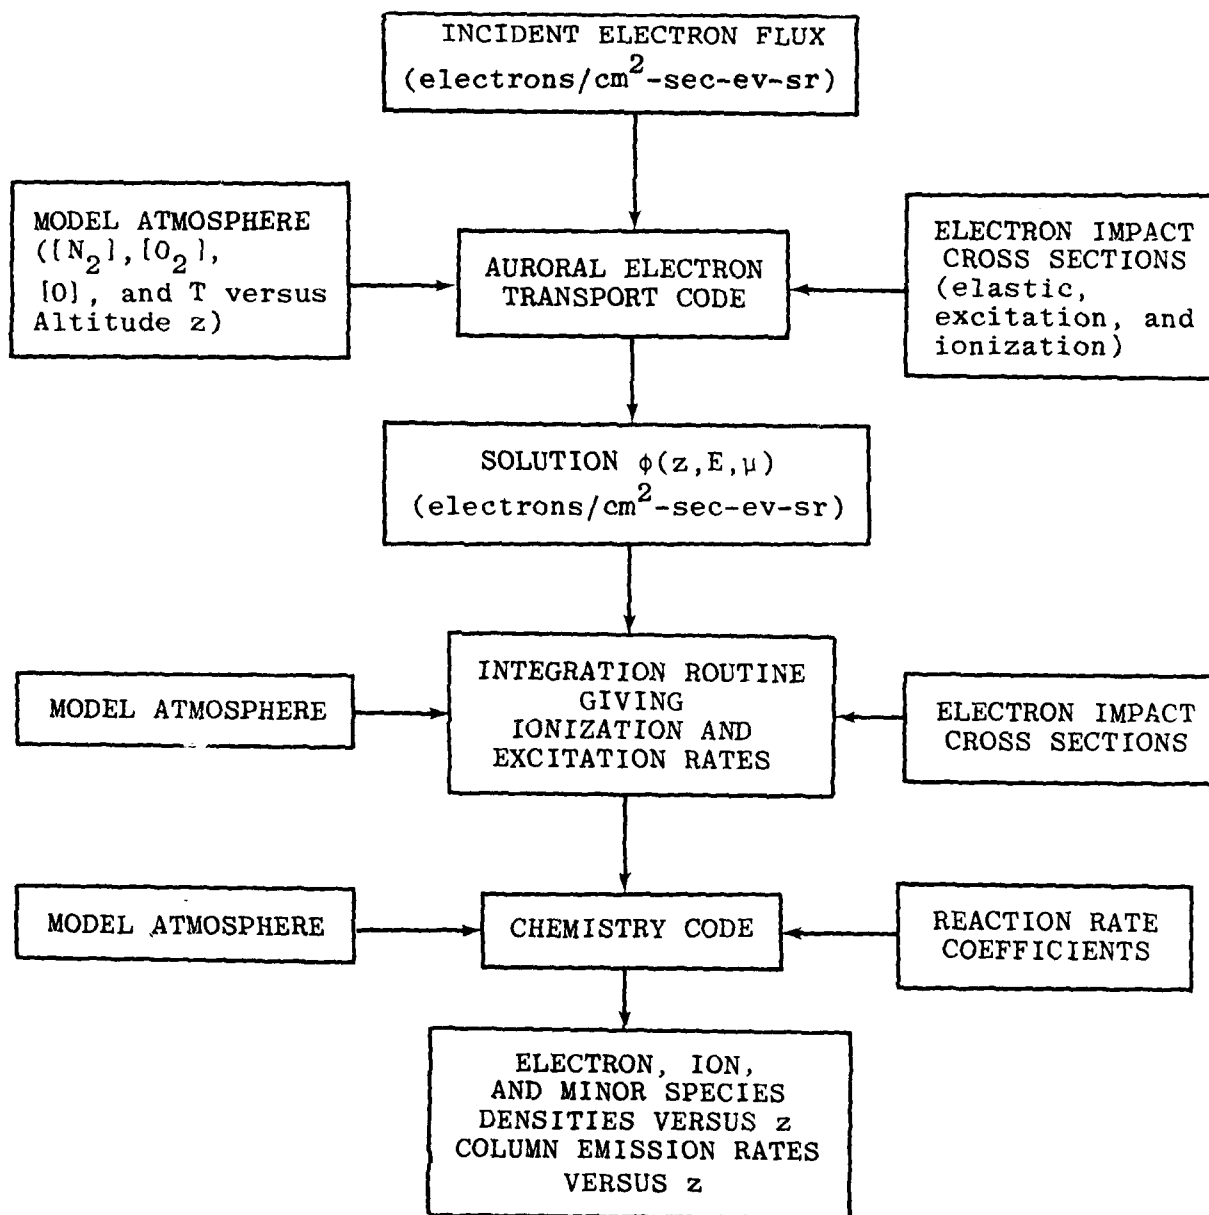 INCIDENT ELECTRON FLUX
(electrons/cm²-sec-ev-sr)
MODEL ATMOSPHERE
([N₂],[O₂],
[O], and T versus
Altitude z)
AURORAL ELECTRON
TRANSPORT CODE
ELECTRON IMPACT
CROSS SECTIONS
(elastic,
excitation, and
ionization)
SOLUTION ϕ(z,E,μ)
(electrons/cm²-sec-ev-sr)
MODEL ATMOSPHERE
INTEGRATION ROUTINE
GIVING
IONIZATION AND
EXCITATION RATES
ELECTRON IMPACT
CROSS SECTIONS
MODEL ATMOSPHERE
CHEMISTRY CODE
REACTION RATE
COEFFICIENTS
ELECTRON, ION,
AND MINOR SPECIES
DENSITIES VERSUS z
COLUMN EMISSION RATES
VERSUS z